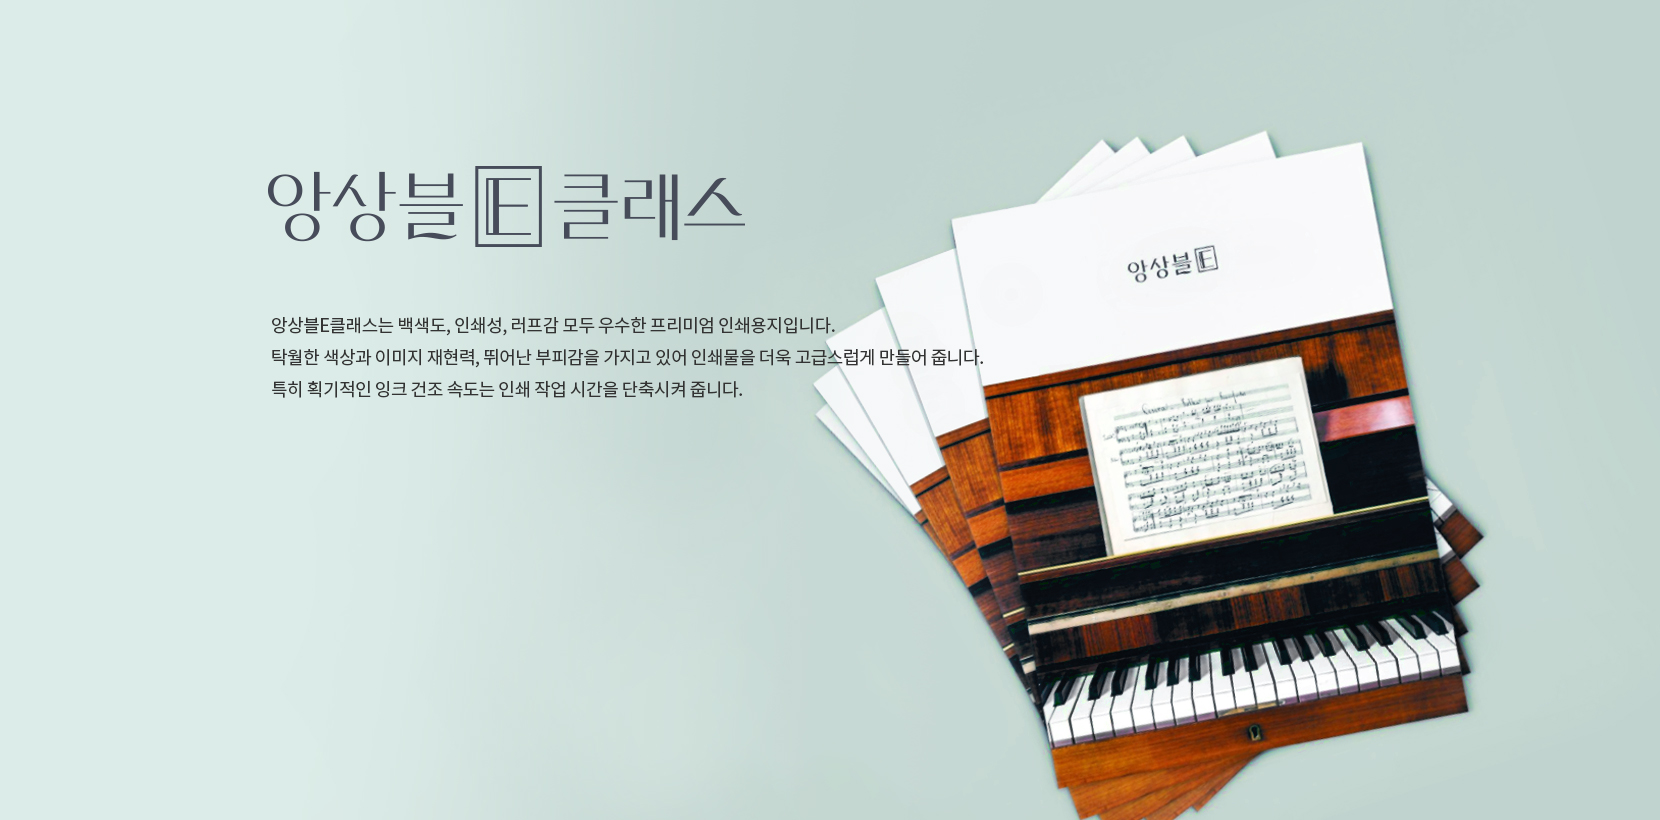 앙상블E클래스
앙상블E클래스는 백색도, 인쇄성, 러프감 모두 우수한 프리미엄 인쇄용지입니다.
탁월한 색상과 이미지 재현력, 뛰어난 부피감을 가지고 있어 인쇄물을 더욱 고급스럽게 만들어 줍니다.
특히 획기적인 잉크 건조 속도는 인쇄 작업 시간을 단축시켜 줍니다.
앙상블E